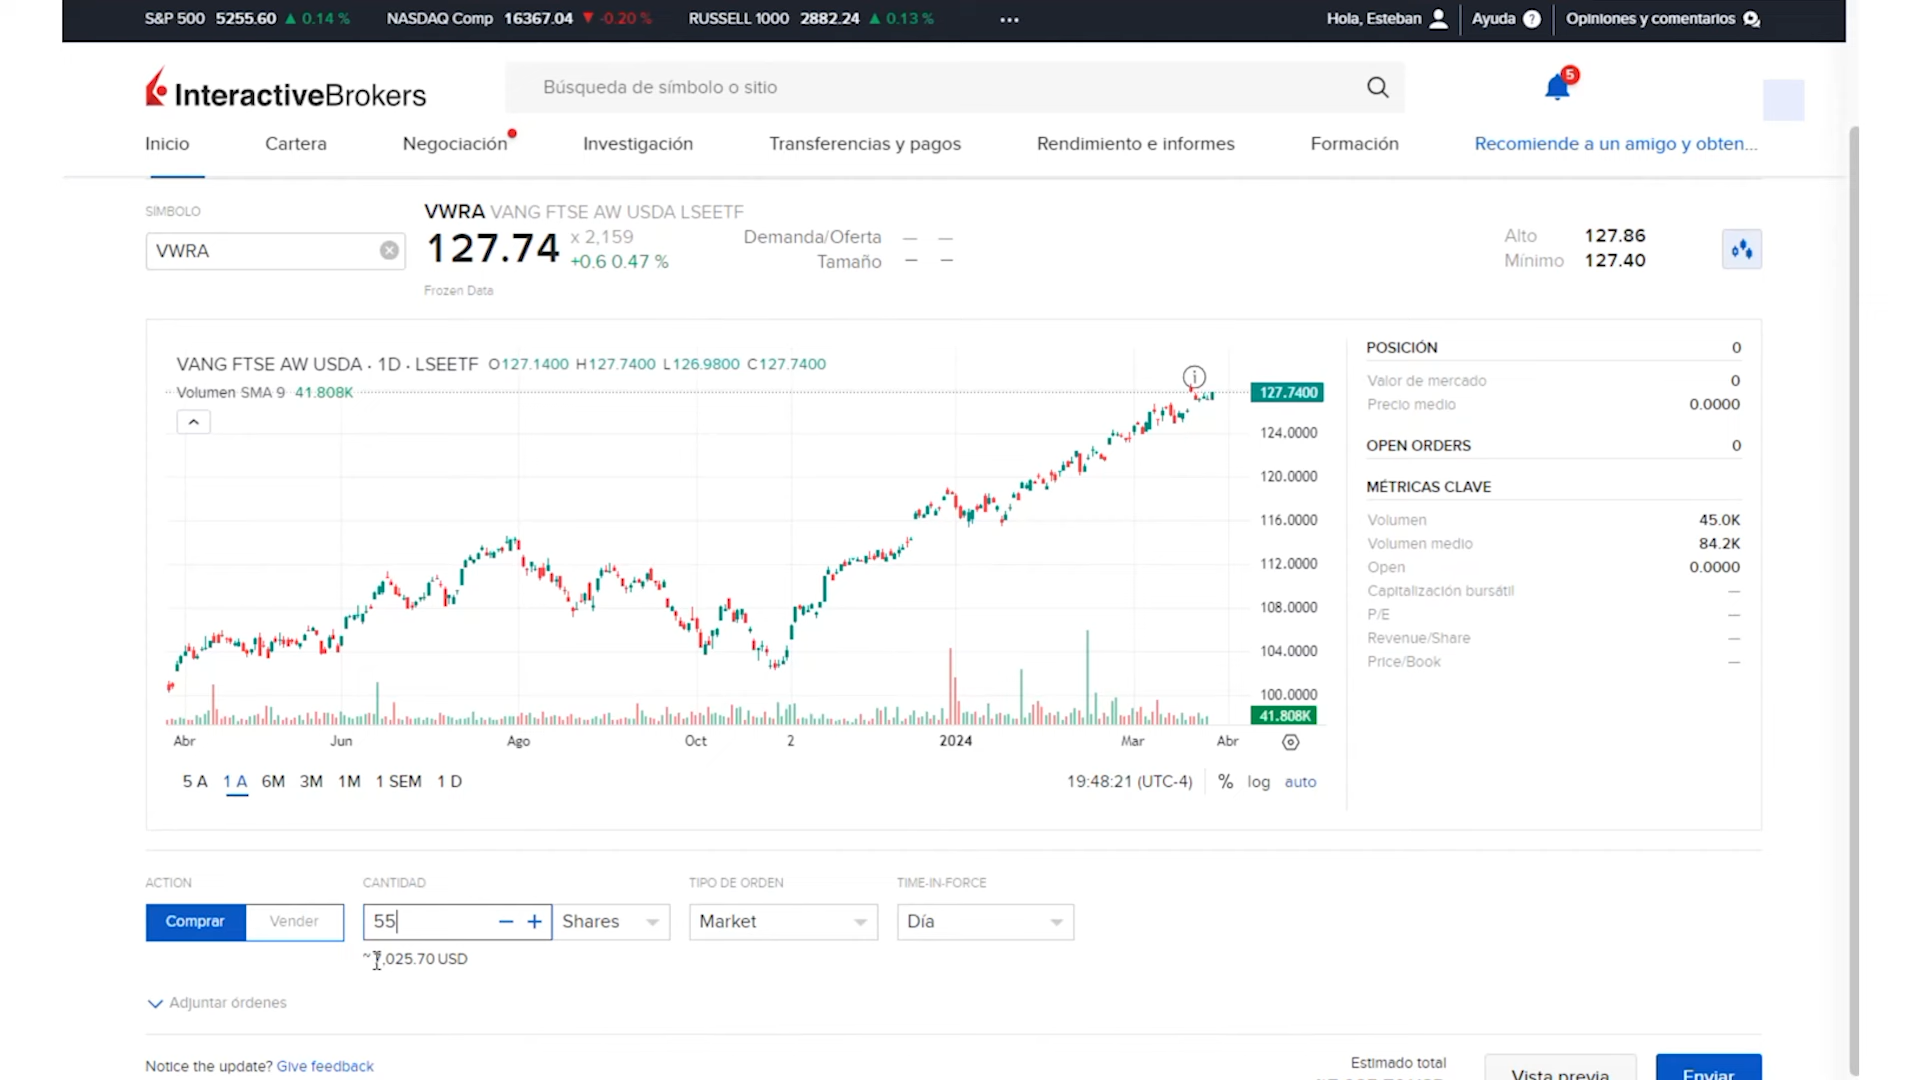 S&P 500 5255.60 ▲ 0.14 % NASDAQ Comp 16367.04 ▼ -0.20 % RUSSELL 1000 2882.24 ▲ 0.13 % ••• Hola, Esteban Ayuda ? Opiniones y comentarios
InteractiveBrokers Búsqueda de símbolo o sitio 5
Inicio Cartera Negociación Investigación Transferencias y pagos Rendimiento e informes Formación Recomiende a un amigo y obten...
SÍMBOLO
VWRA
VWRA VANG FTSE AW USDA LSEETF
127.74 x 2,159
+0.6 0.47 %
Frozen Data
Demanda/Oferta — —
Tamaño — —
Alto 127.86
Mínimo 127.40
VANG FTSE AW USDA · 1D · LSEETF O127.1400 H127.7400 L126.9800 C127.7400
Volumen SMA 9 41.808K
127.7400
124.0000
120.0000
116.0000
112.0000
108.0000
104.0000
100.0000
41.808K
Abr Jun Ago Oct 2 2024 Mar Abr
5 A 1 A 6M 3M 1M 1 SEM 1 D 19:48:21 (UTC-4) % log auto
POSICIÓN 0
Valor de mercado 0
Precio medio 0.0000
OPEN ORDERS 0
MÉTRICAS CLAVE
Volumen 45.0K
Volumen medio 84.2K
Open 0.0000
Capitalización bursátil —
P/E —
Revenue/Share —
Price/Book —
ACTION CANTIDAD TIPO DE ORDEN TIME-IN-FORCE
Comprar Vender 55 − + Shares Market Día
,025.70 USD
Adjuntar órdenes
Notice the update? Give feedback
Estimado total
Vista previa Enviar